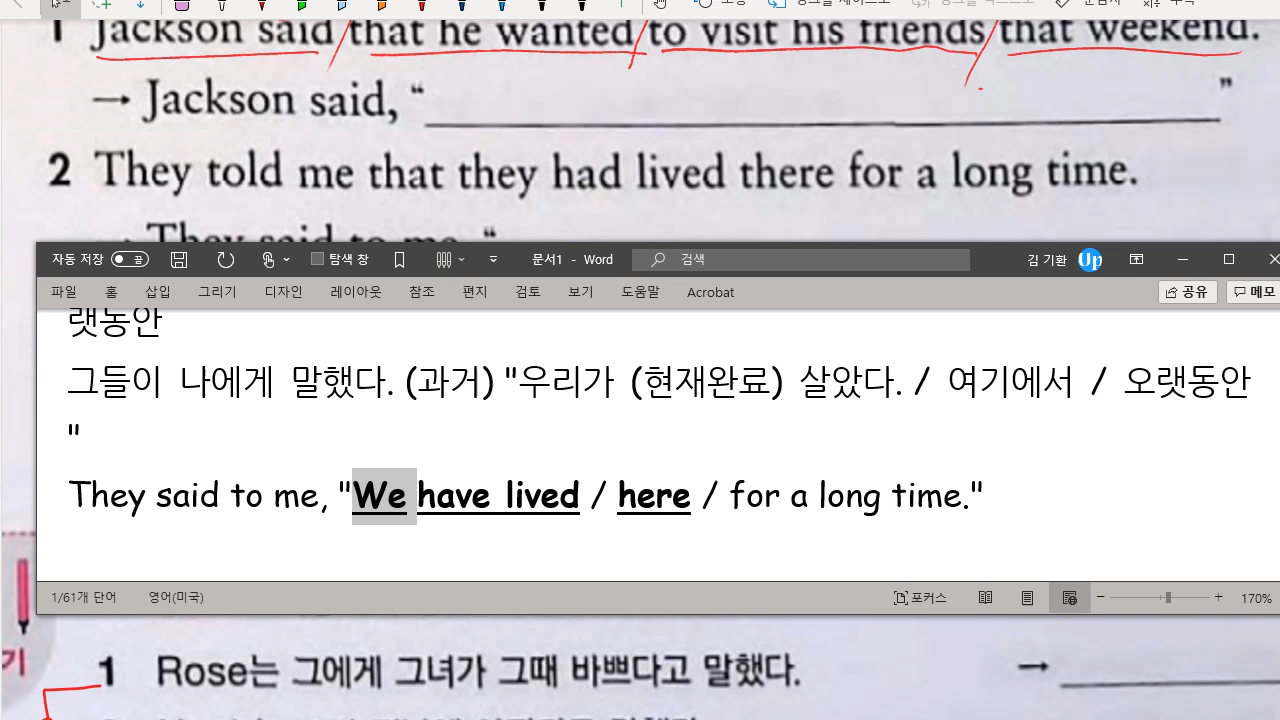 1 Jackson said / that he wanted / to visit his friends / that weekend.
→ Jackson said, “ ”
2 They told me that they had lived there for a long time.
→ They said to me, “
자동 저장 탐색 창 문서1 - Word 검색 김 기환 Up
파일 홈 삽입 그리기 디자인 레이아웃 참조 편지 검토 보기 도움말 Acrobat 공유 메모
랫동안
그들이 나에게 말했다. (과거) "우리가 (현재완료) 살았다. / 여기에서 / 오랫동안
"
They said to me, "We have lived / here / for a long time."
1/61개 단어 영어(미국) 포커스 170%
기
1 Rose는 그에게 그녀가 그때 바쁘다고 말했다. →